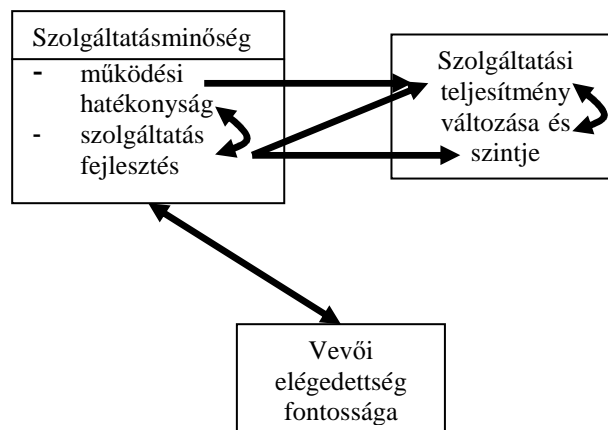 Szolgáltatásminőség
- működési
hatékonyság
- szolgáltatás
fejlesztés
Szolgáltatási
teljesítmény
változása és
szintje
Vevői
elégedettség
fontossága